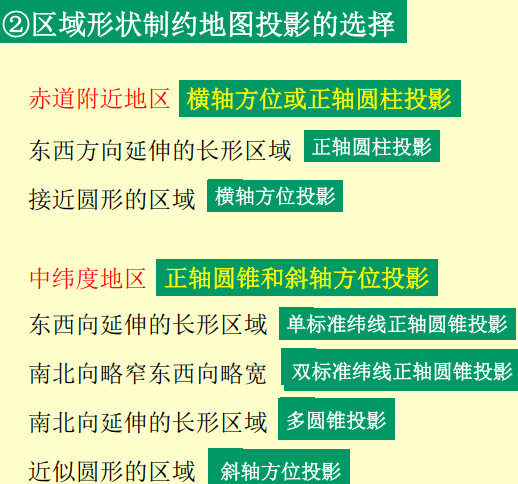 ②区域形状制约地图投影的选择
赤道附近地区 横轴方位或正轴圆柱投影
东西方向延伸的长形区域 正轴圆柱投影
接近圆形的区域 横轴方位投影
中纬度地区 正轴圆锥和斜轴方位投影
东西向延伸的长形区域 单标准纬线正轴圆锥投影
南北向略窄东西向略宽 双标准纬线正轴圆锥投影
南北向延伸的长形区域 多圆锥投影
近似圆形的区域 斜轴方位投影